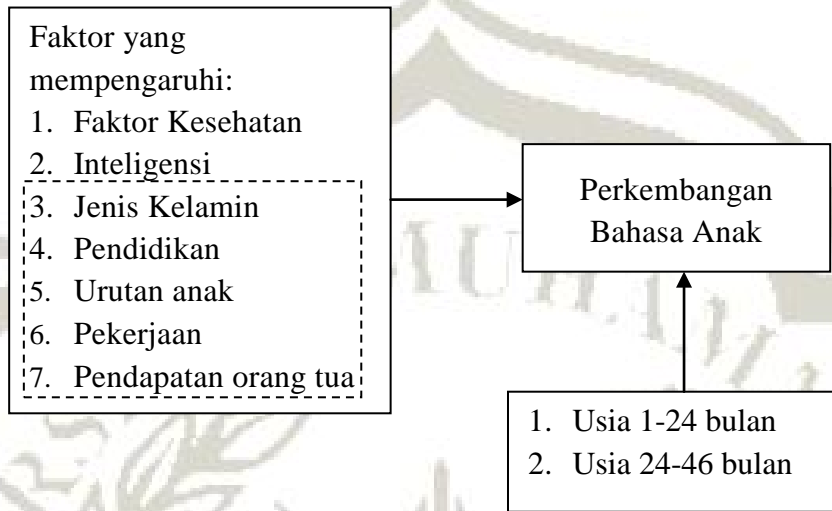 Faktor yang
mempengaruhi:
1. Faktor Kesehatan
2. Inteligensi
3. Jenis Kelamin
4. Pendidikan
5. Urutan anak
6. Pekerjaan
7. Pendapatan orang tua
Perkembangan
Bahasa Anak
1. Usia 1-24 bulan
2. Usia 24-46 bulan